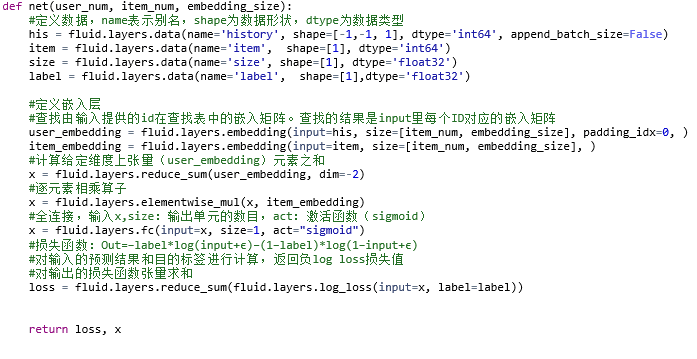 def net(user_num, item_num, embedding_size):
    #定义数据，name表示别名，shape为数据形状，dtype为数据类型
    his = fluid.layers.data(name='history', shape=[-1,-1, 1], dtype='int64', append_batch_size=False)
    item = fluid.layers.data(name='item',  shape=[1], dtype='int64')
    size = fluid.layers.data(name='size', shape=[1], dtype='float32')
    label = fluid.layers.data(name='label',  shape=[1],dtype='float32')
    #定义嵌入层
    #查找由输入提供的id在查找表中的嵌入矩阵。查找的结果是input里每个ID对应的嵌入矩阵
    user_embedding = fluid.layers.embedding(input=his, size=[item_num, embedding_size], padding_idx=0, )
    item_embedding = fluid.layers.embedding(input=item, size=[item_num, embedding_size], )
    #计算给定维度上张量（user_embedding）元素之和
    x = fluid.layers.reduce_sum(user_embedding, dim=-2)
    #逐元素相乘算子
    x = fluid.layers.elementwise_mul(x, item_embedding)
    #全连接，输入x,size：输出单元的数目，act：激活函数（sigmoid）
    x = fluid.layers.fc(input=x, size=1, act="sigmoid")
    #损失函数：Out=-label*log(input+ϵ)-(1-label)*log(1-input+ϵ)
    #对输入的预测结果和目的标签进行计算，返回负log loss损失值
    #对输出的损失函数张量求和
    loss = fluid.layers.reduce_sum(fluid.layers.log_loss(input=x, label=label))
    return loss, x